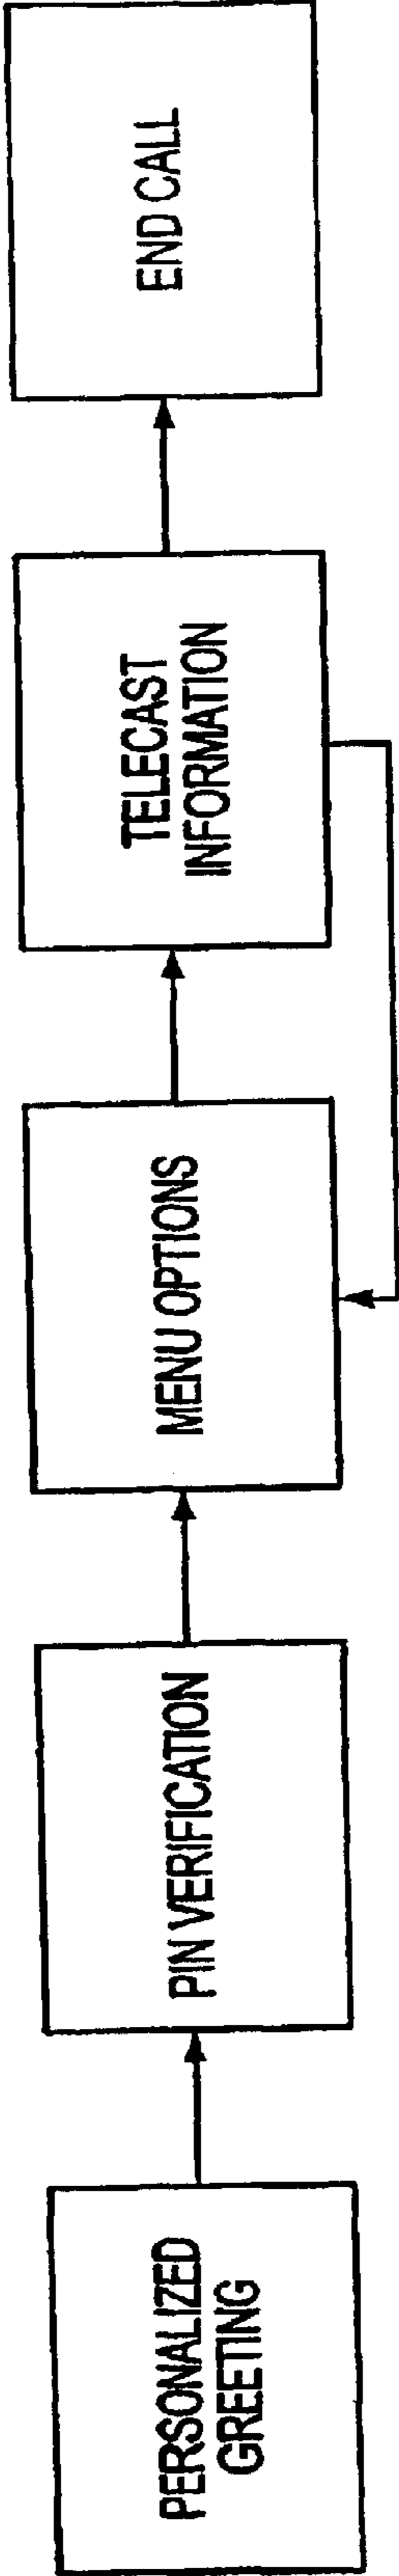 PERSONALIZED
GREETING
PIN VERIFICATION
MENU OPTIONS
TELECAST
INFORMATION
END CALL